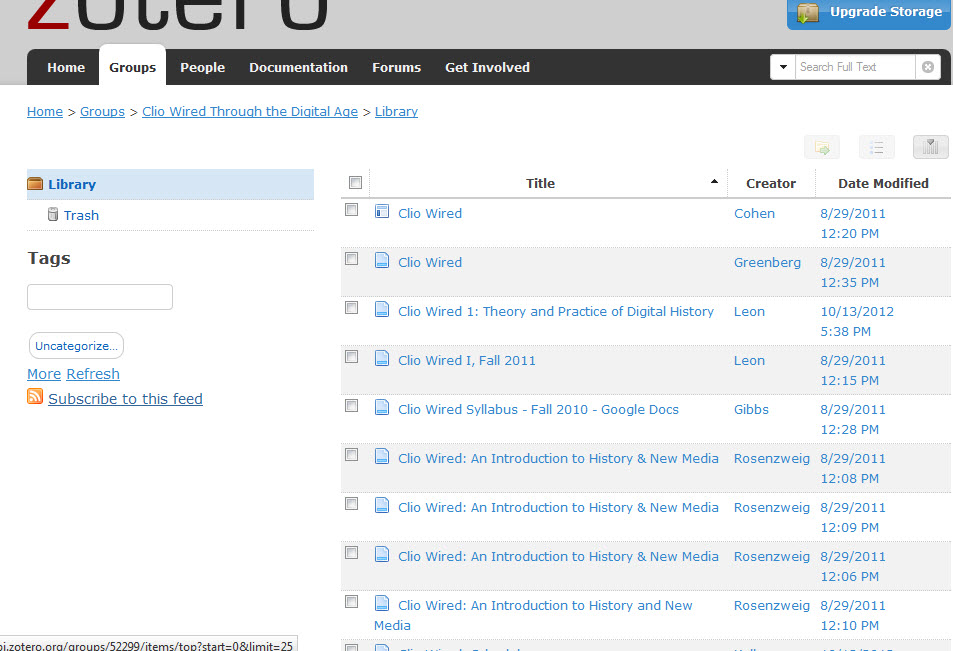 zotero
Upgrade Storage
Home Groups People Documentation Forums Get Involved
Search Full Text
Home > Groups > Clio Wired Through the Digital Age > Library
Library
Trash
Tags
Uncategorize...
More Refresh
Subscribe to this feed
Title Creator Date Modified
Clio Wired Cohen 8/29/2011
12:20 PM
Clio Wired Greenberg 8/29/2011
12:35 PM
Clio Wired 1: Theory and Practice of Digital History Leon 10/13/2012
5:38 PM
Clio Wired I, Fall 2011 Leon 8/29/2011
12:15 PM
Clio Wired Syllabus - Fall 2010 - Google Docs Gibbs 8/29/2011
12:28 PM
Clio Wired: An Introduction to History & New Media Rosenzweig 8/29/2011
12:08 PM
Clio Wired: An Introduction to History & New Media Rosenzweig 8/29/2011
12:09 PM
Clio Wired: An Introduction to History & New Media Rosenzweig 8/29/2011
12:06 PM
Clio Wired: An Introduction to History and New Rosenzweig 8/29/2011
Media 12:10 PM
pi.zotero.org/groups/52299/items/top?start=0&limit=25